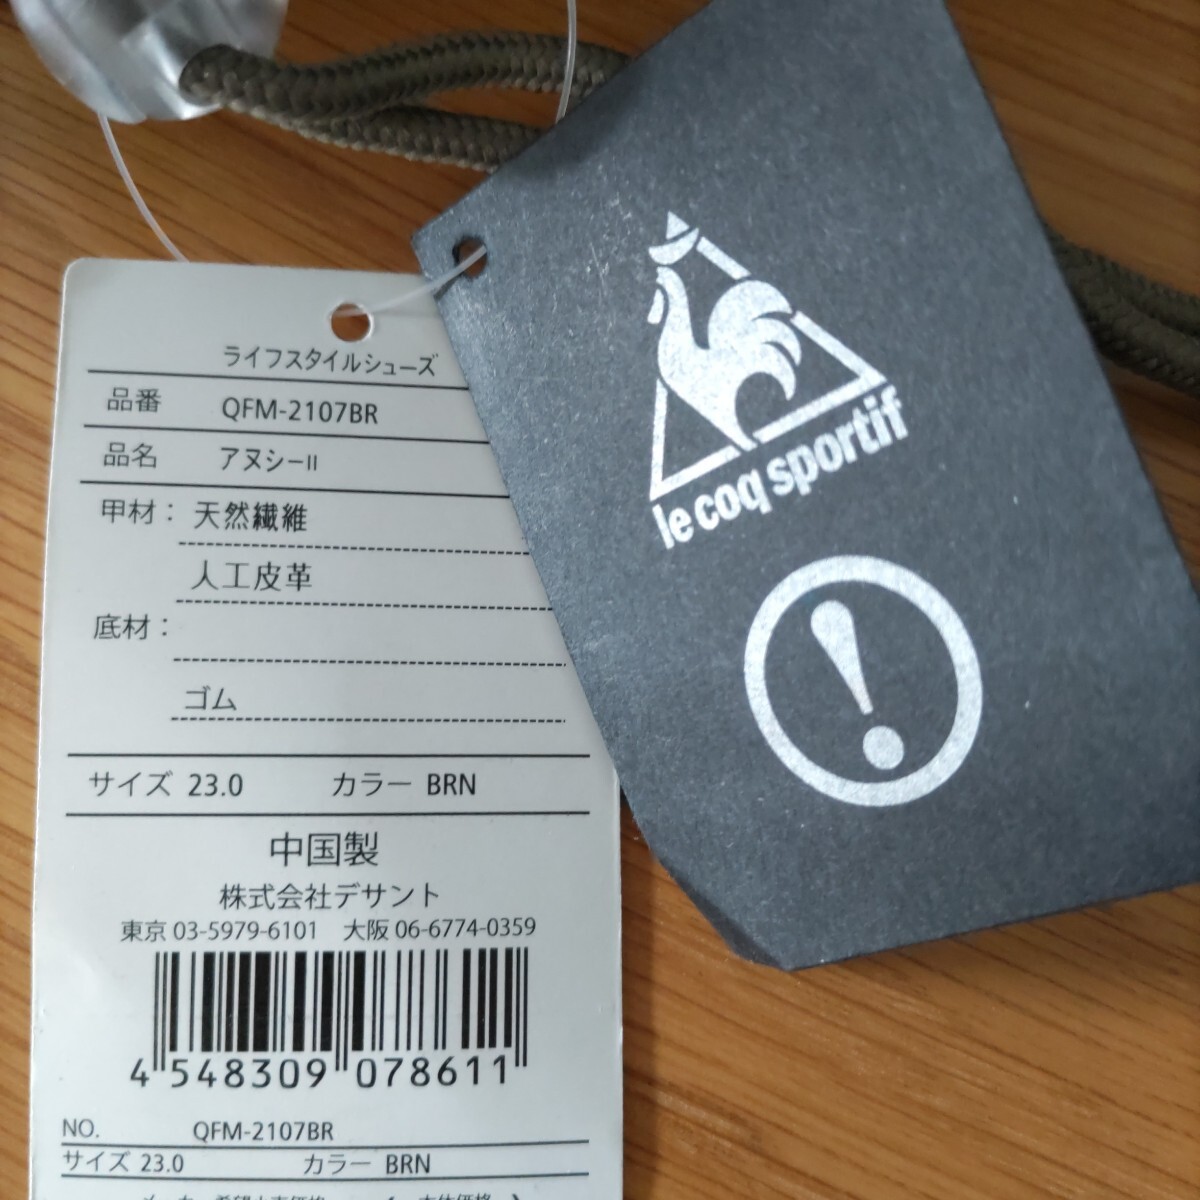 ライフスタイルシューズ
品番 QFM-2107BR
品名 アヌシーII
甲材： 天然繊維
人工皮革
底材：
ゴム
サイズ 23.0 カラー BRN
中国製
株式会社デサント
東京 03-5979-6101 大阪 06-6774-0359
4 548309 078611
NO. QFM-2107BR
サイズ 23.0 カラー BRN
le coq sportif